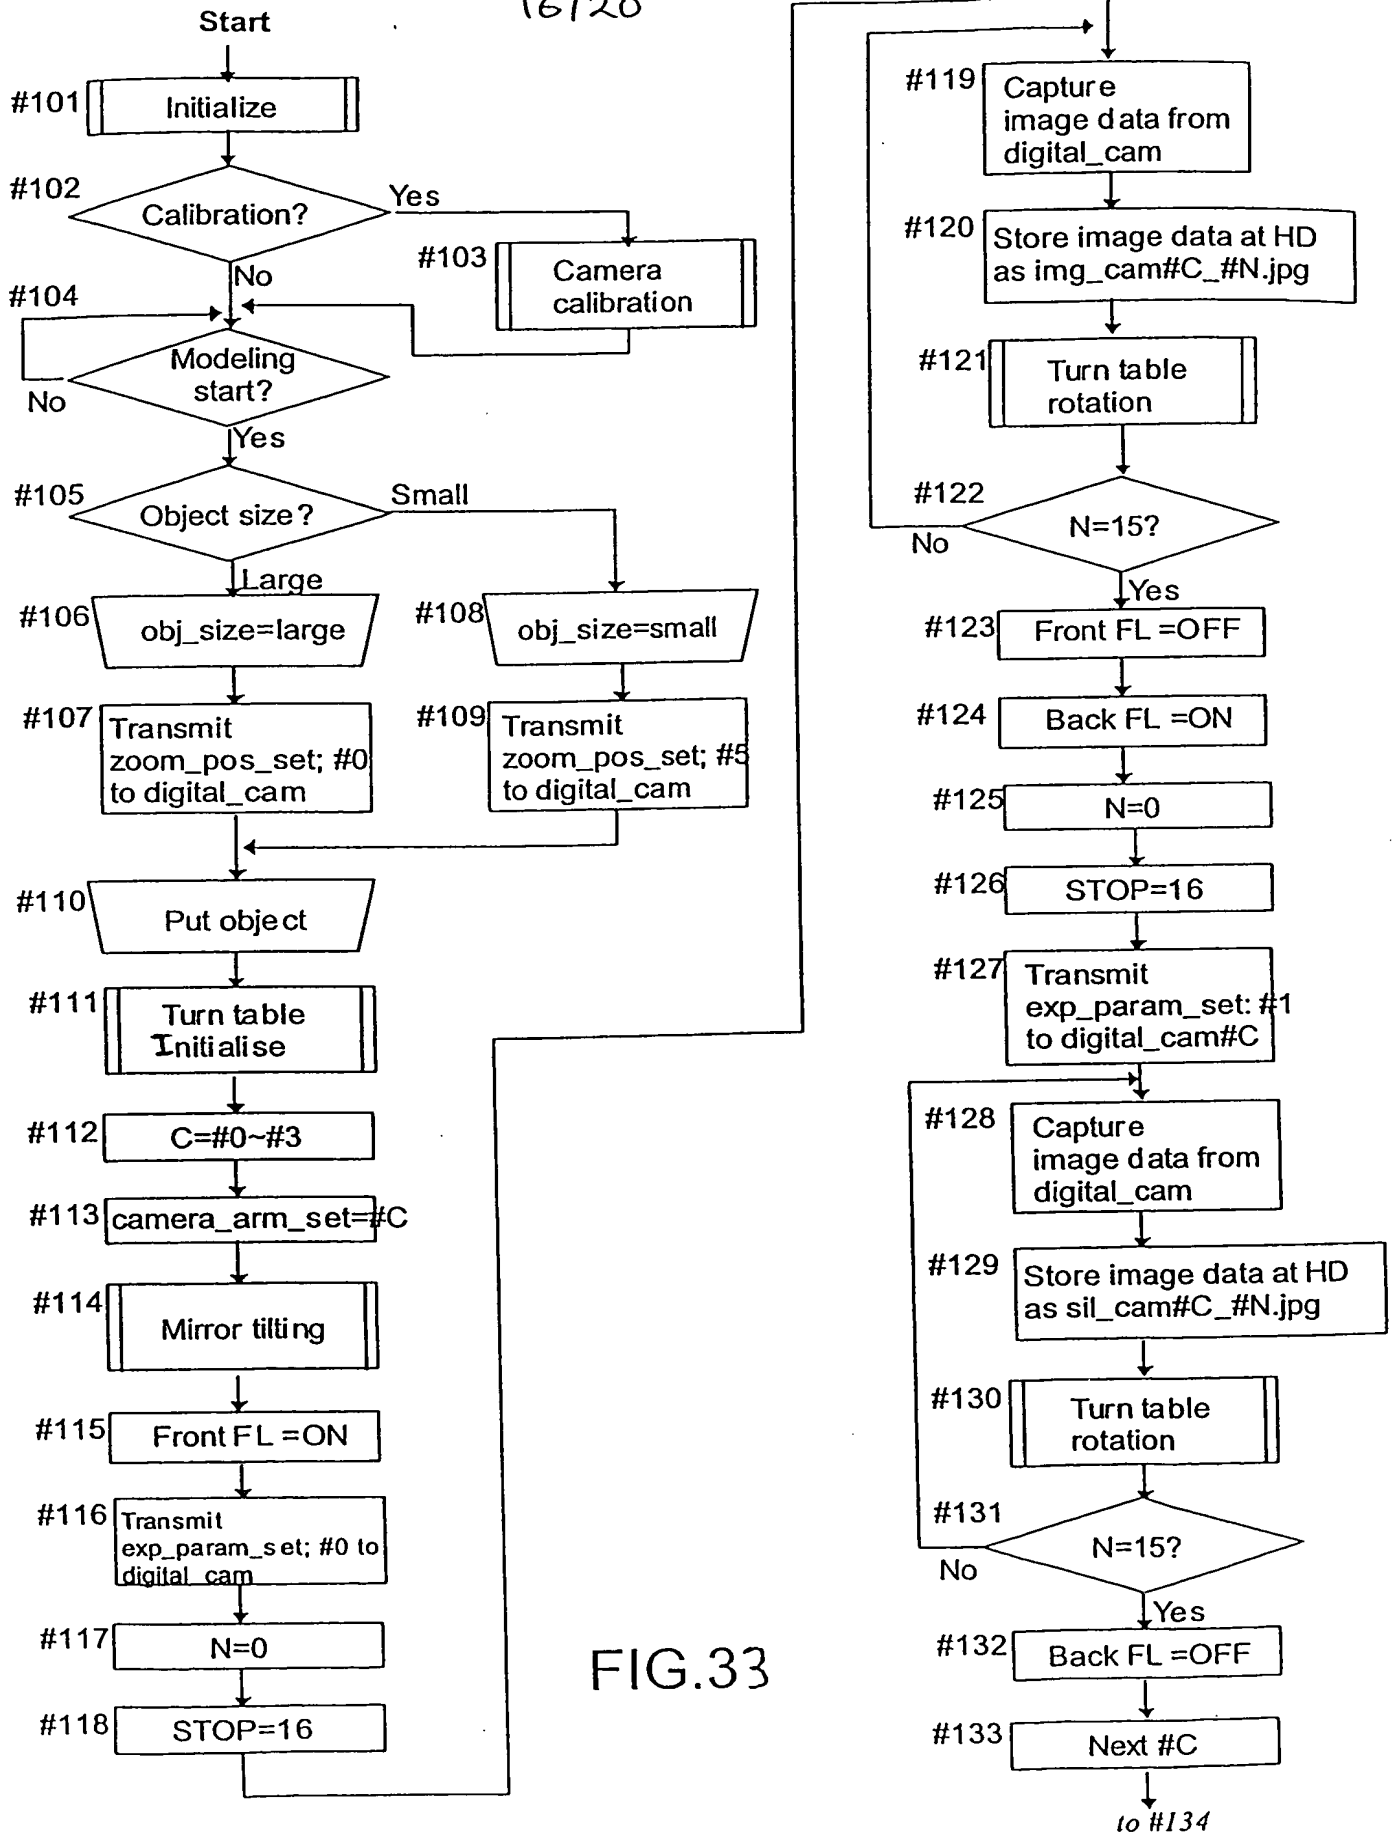 16/20
Start
#101
Initialize
#102
Calibration?
Yes
No
#103
Camera
calibration
#104
Modeling
start?
No
Yes
#105
Object size?
Small
Large
#106
obj_size=large
#108
obj_size=small
#107
Transmit
zoom_pos_set; #0
to digital_cam
#109
Transmit
zoom_pos_set; #5
to digital_cam
#110
Put object
#111
Turn table
Initialise
#112
C=#0~#3
#113
camera_arm_set=#C
#114
Mirror tilting
#115
Front FL =ON
#116
Transmit
exp_param_set; #0 to
digital_cam
#117
N=0
#118
STOP=16
#119
Capture
image data from
digital_cam
#120
Store image data at HD
as img_cam#C_#N.jpg
#121
Turn table
rotation
#122
N=15?
No
Yes
#123
Front FL =OFF
#124
Back FL =ON
#125
N=0
#126
STOP=16
#127
Transmit
exp_param_set: #1
to digital_cam#C
#128
Capture
image data from
digital_cam
#129
Store image data at HD
as sil_cam#C_#N.jpg
#130
Turn table
rotation
#131
N=15?
No
Yes
#132
Back FL =OFF
#133
Next #C
to #134
FIG.33